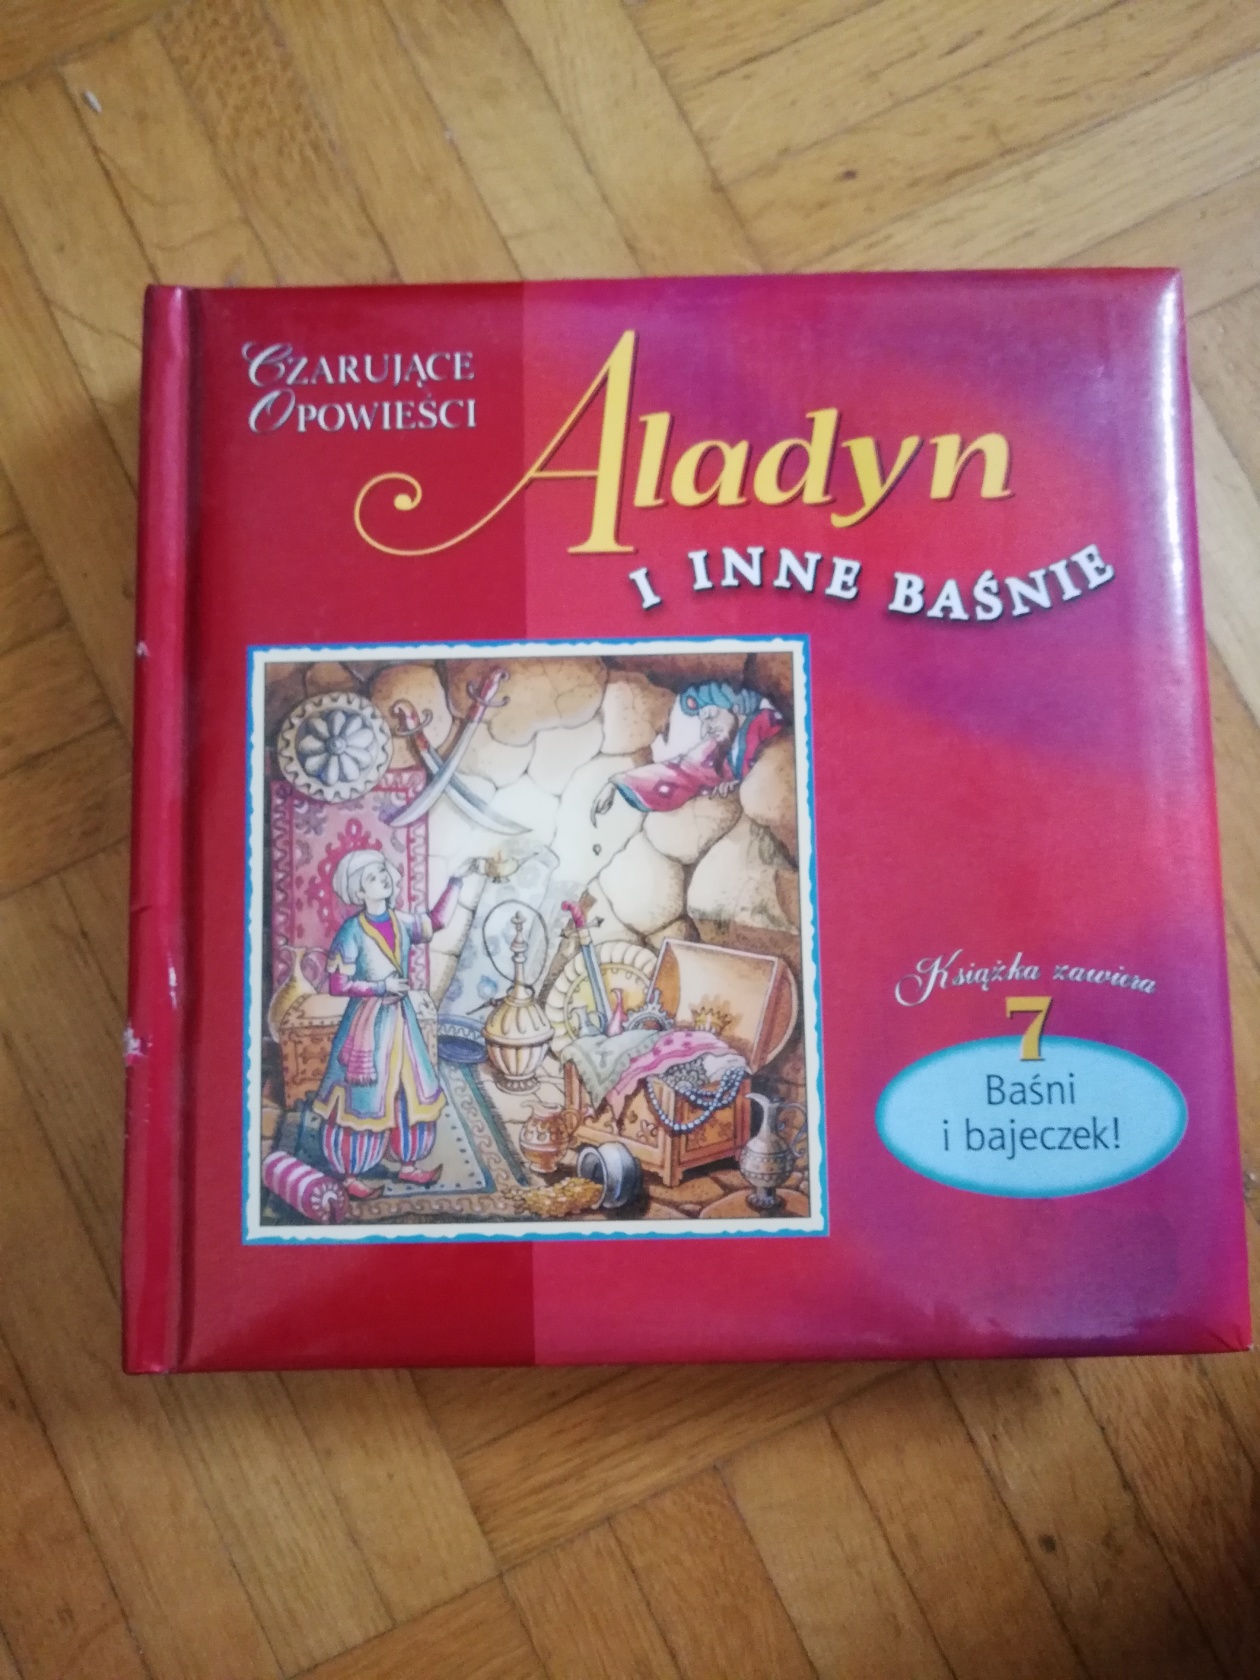 Czarujące
Opowieści
Aladyn
i inne baśnie
Książka zawiera
7
Baśni
i bajeczek!